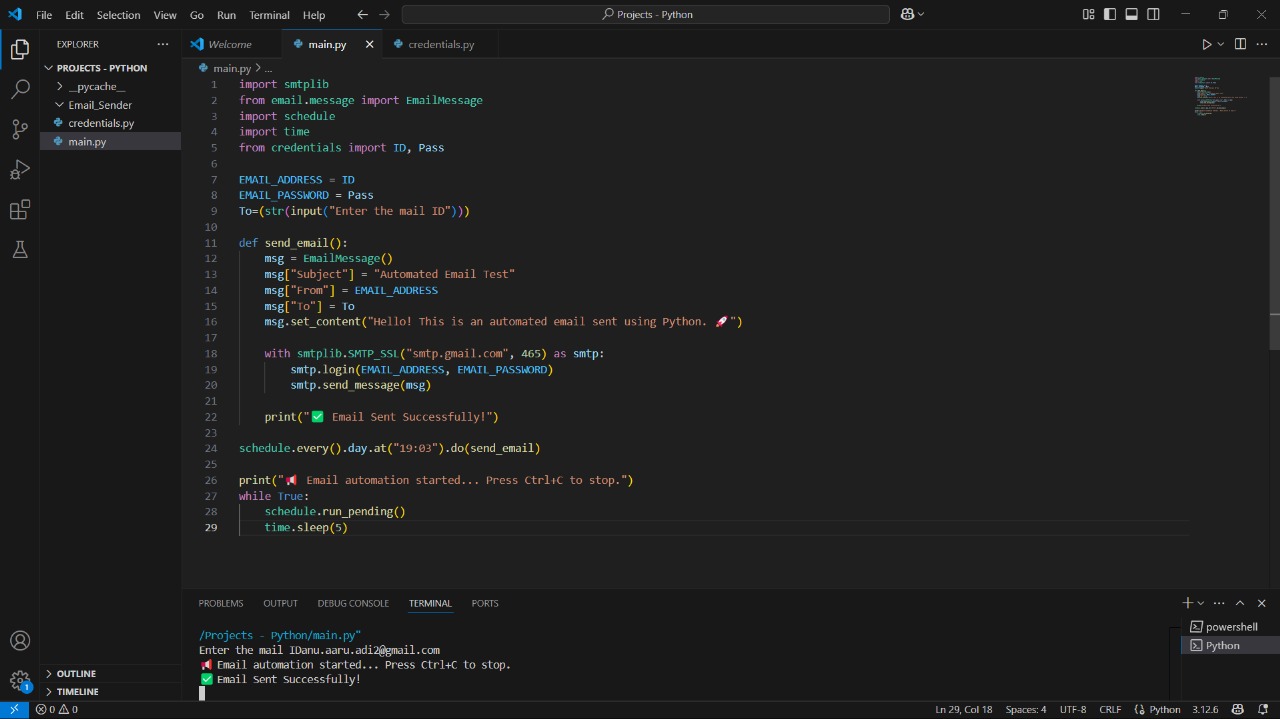 File Edit Selection View Go Run Terminal Help
Projects - Python
EXPLORER
PROJECTS - PYTHON
__pycache__
Email_Sender
credentials.py
main.py
OUTLINE
TIMELINE
Welcome
main.py
credentials.py
main.py > ...
1 import smtplib
2 from email.message import EmailMessage
3 import schedule
4 import time
5 from credentials import ID, Pass
6
7 EMAIL_ADDRESS = ID
8 EMAIL_PASSWORD = Pass
9 To=(str(input("Enter the mail ID")))
10
11 def send_email():
12     msg = EmailMessage()
13     msg["Subject"] = "Automated Email Test"
14     msg["From"] = EMAIL_ADDRESS
15     msg["To"] = To
16     msg.set_content("Hello! This is an automated email sent using Python. 🚀")
17
18     with smtplib.SMTP_SSL("smtp.gmail.com", 465) as smtp:
19         smtp.login(EMAIL_ADDRESS, EMAIL_PASSWORD)
20         smtp.send_message(msg)
21
22     print("✅ Email Sent Successfully!")
23
24 schedule.every().day.at("19:03").do(send_email)
25
26 print("📢 Email automation started... Press Ctrl+C to stop.")
27 while True:
28     schedule.run_pending()
29     time.sleep(5)
PROBLEMS OUTPUT DEBUG CONSOLE TERMINAL PORTS
/Projects - Python/main.py"
Enter the mail IDanu.aaru.adi2@gmail.com
📢 Email automation started... Press Ctrl+C to stop.
✅ Email Sent Successfully!
powershell
Python
1
0 0
Ln 29, Col 18 Spaces: 4 UTF-8 CRLF Python 3.12.6